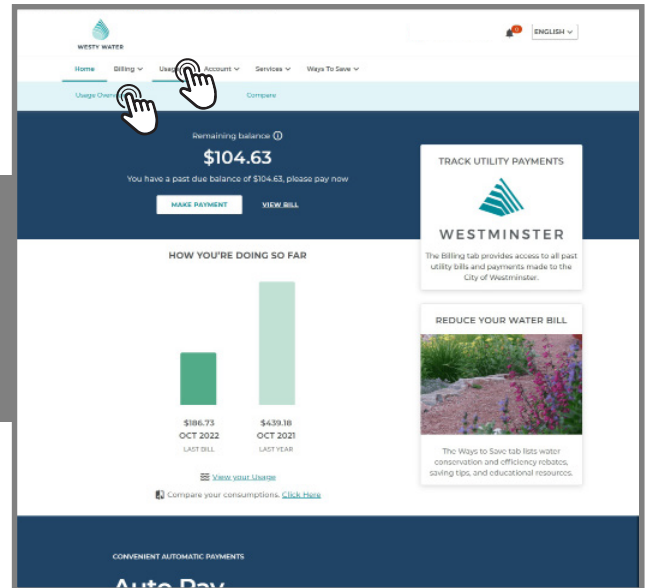 WESTY WATER
0
ENGLISH
Home Billing Usage Account Services Ways To Save
Usage Compare
Remaining balance
$104.63
You have a past due balance of $104.63, please pay now
MAKE PAYMENT VIEW BILL
TRACK UTILITY PAYMENTS
WESTMINSTER
The Billing tab provides access to all past
utility bills and payments made to the
City of Westminster.
HOW YOU'RE DOING SO FAR
$186.73 $439.18
OCT 2022 OCT 2021
LAST BILL LAST YEAR
View your Usage
Compare your consumptions. Click Here
REDUCE YOUR WATER BILL
The Ways to Save tab lists water
conservation and efficiency rebates,
saving tips, and educational resources.
CONVENIENT AUTOMATIC PAYMENTS
Auto Pay